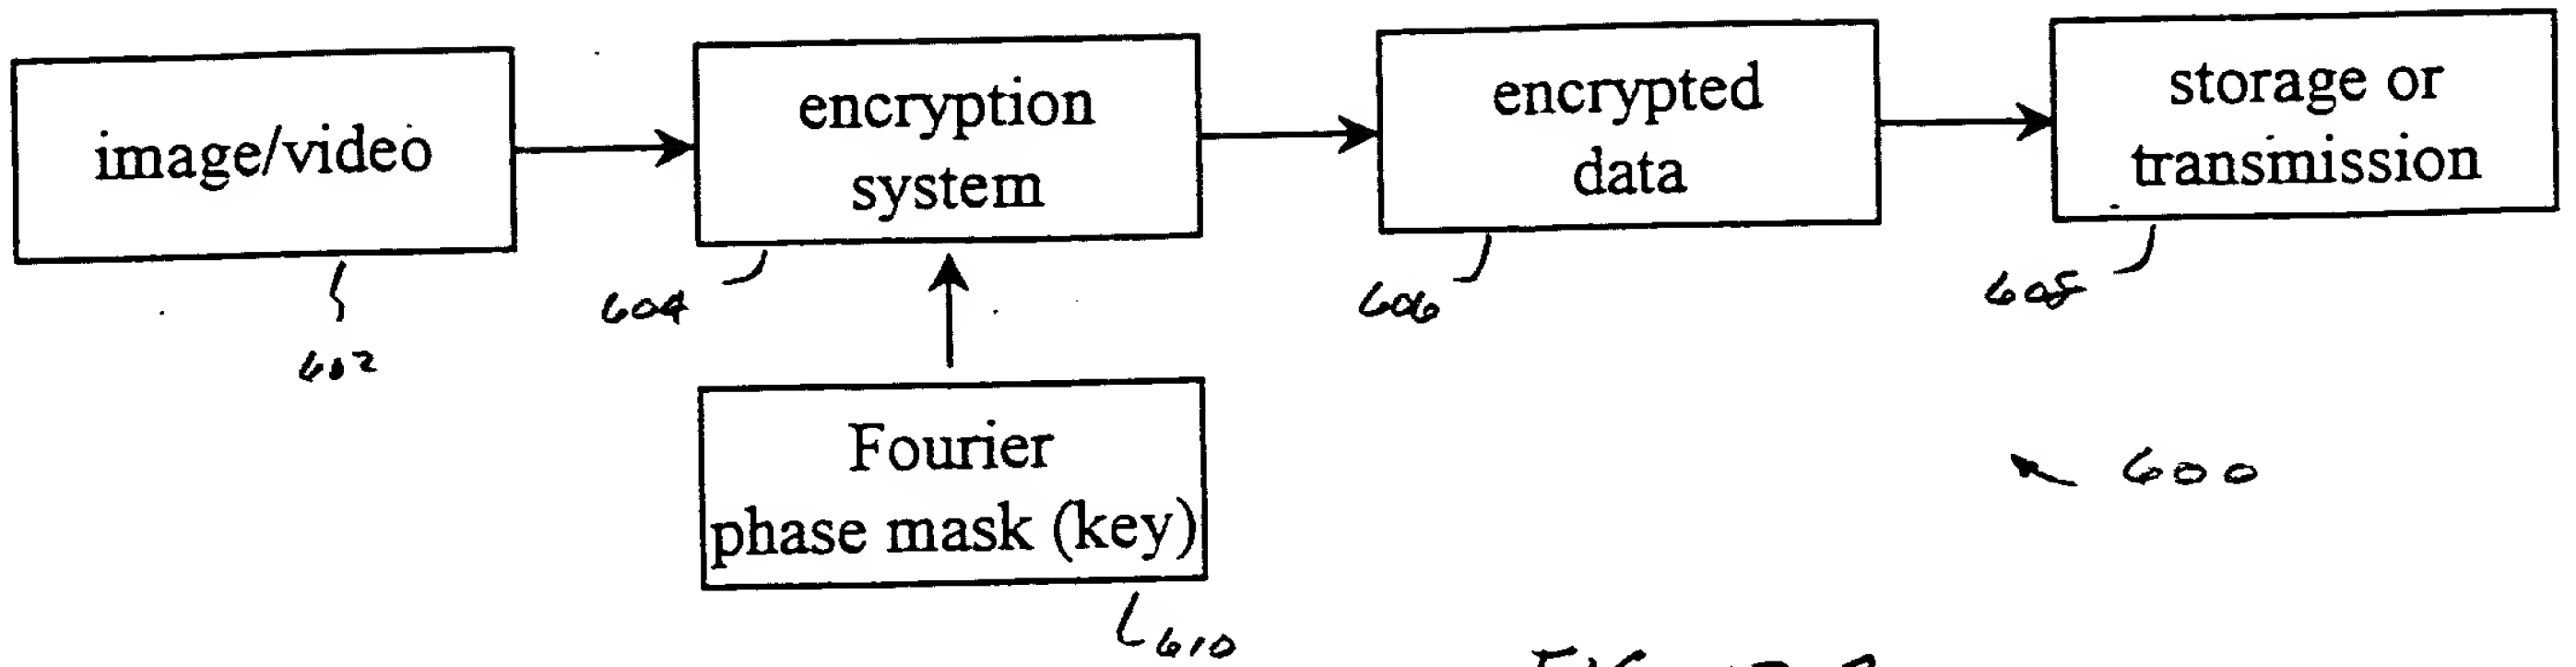 image/video
encryption
system
encrypted
data
storage or
transmission
602
604
606
608
Fourier
phase mask (key)
610
600